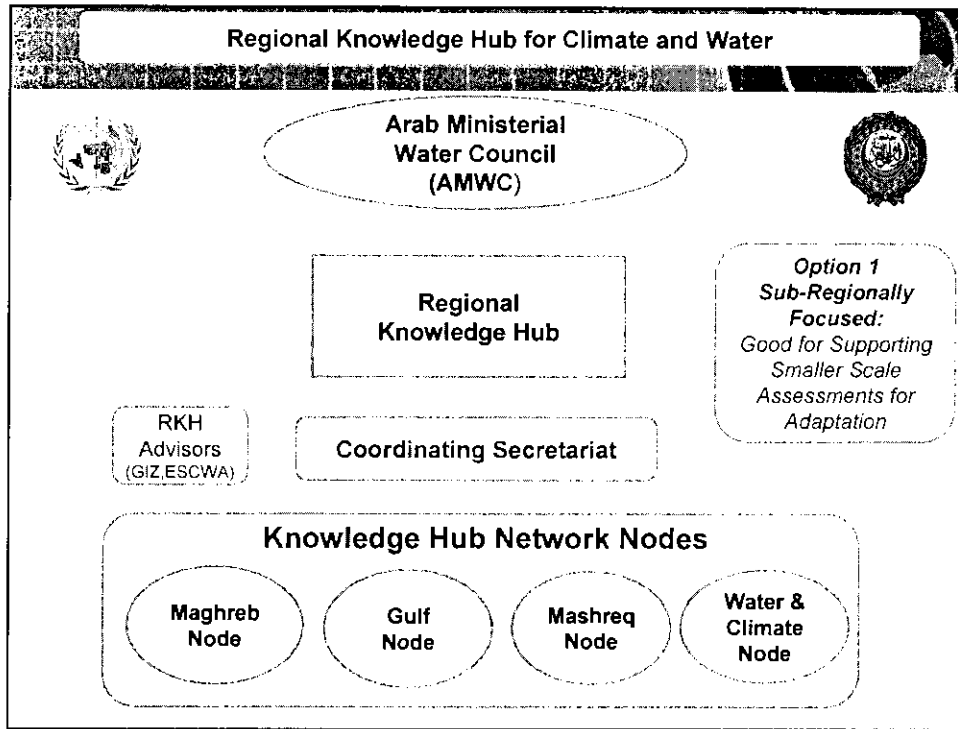 Regional Knowledge Hub for Climate and Water
Arab Ministerial
Water Council
(AMWC)
Regional
Knowledge Hub
Option 1
Sub-Regionally
Focused:
Good for Supporting
Smaller Scale
Assessments for
Adaptation
RKH
Advisors
(GIZ,ESCWA)
Coordinating Secretariat
Knowledge Hub Network Nodes
Maghreb
Node
Gulf
Node
Mashreq
Node
Water &
Climate
Node